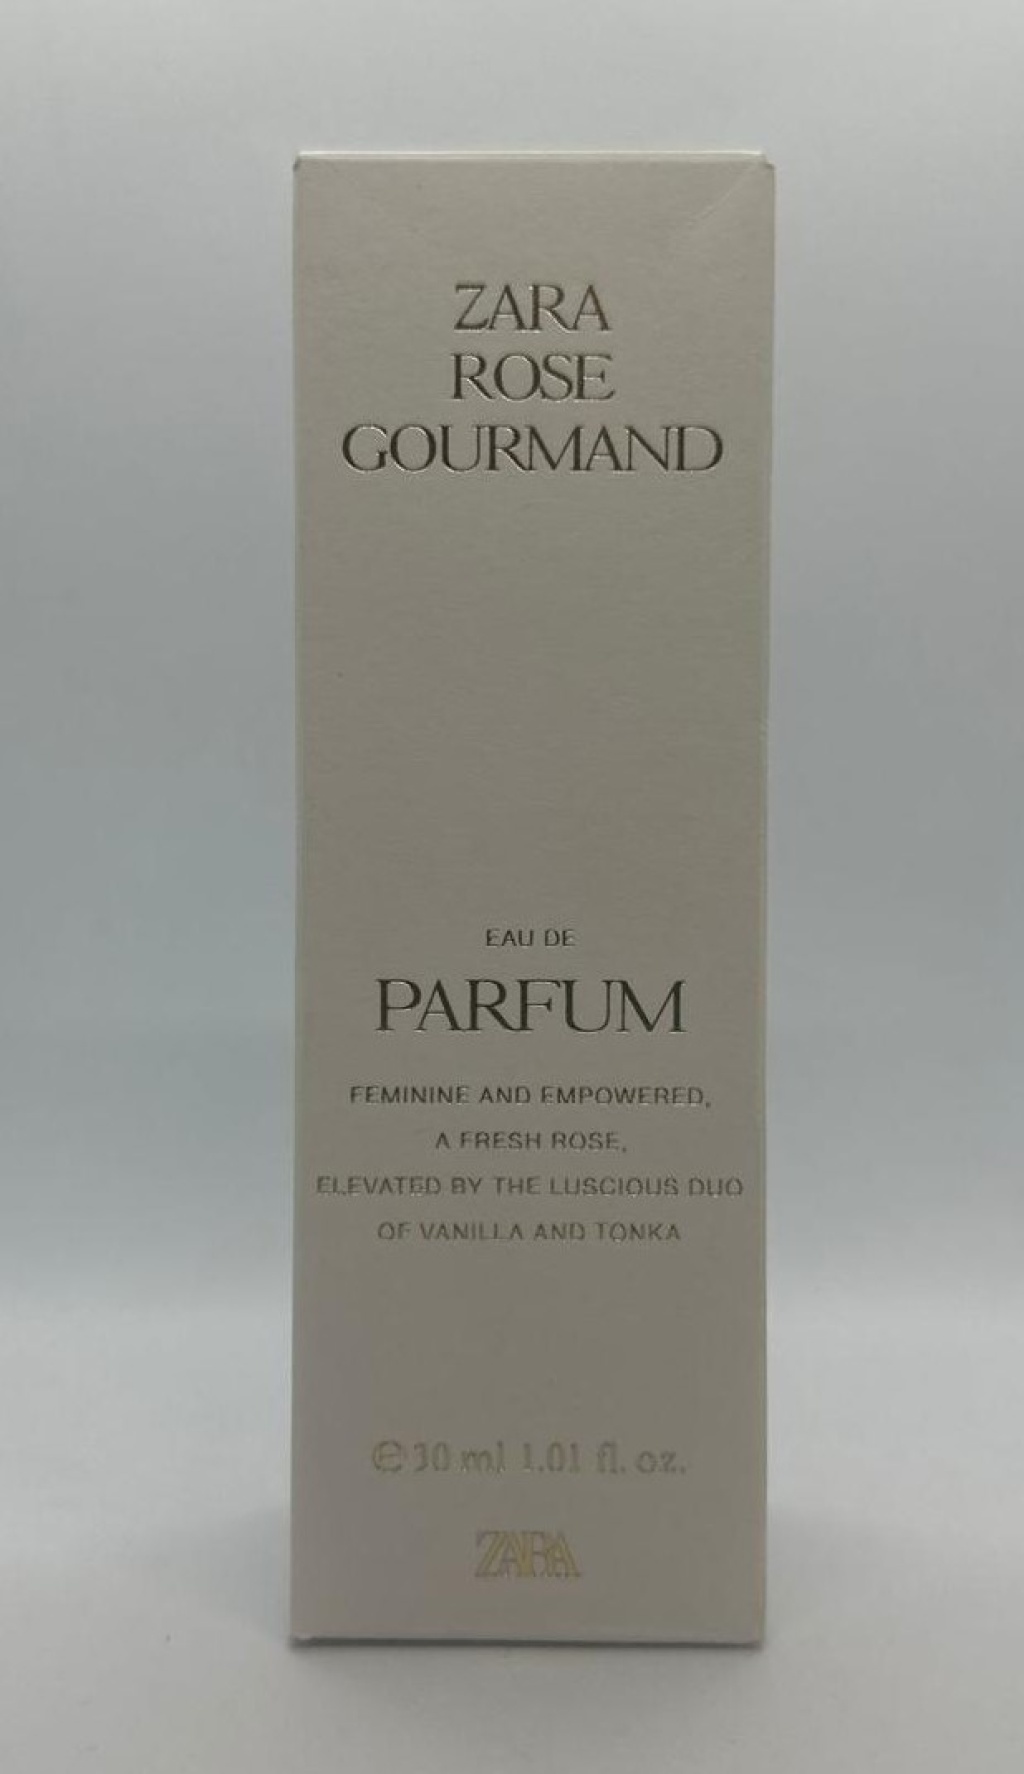 ZARA
ROSE
GOURMAND
EAU DE
PARFUM
FEMININE AND EMPOWERED,
A FRESH ROSE,
ELEVATED BY THE LUSCIOUS DUO
OF VANILLA AND TONKA
℮ 30 ml 1.01 fl. oz.
ZARA